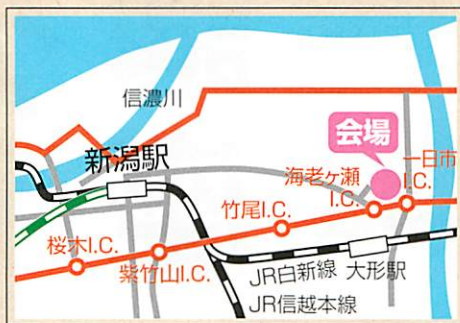 信濃川
会場
新潟駅
一日市
I.C.
海老ヶ瀬
I.C.
竹尾I.C.
桜木I.C.
紫竹山I.C.
JR白新線 大形駅
JR信越本線